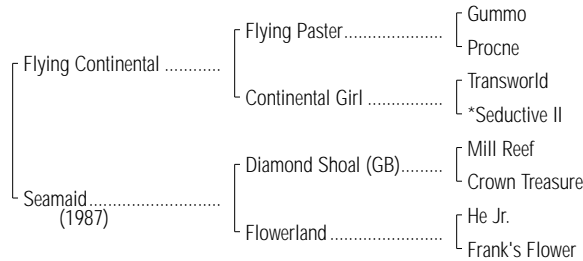 Gummo
Flying Paster.....................
Procne
Flying Continental ............
Transworld
Continental Girl ................
*Seductive II
Mill Reef
Diamond Shoal (GB).........
Crown Treasure
Seamaid............................
(1987)
He Jr.
Flowerland ........................
Frank's Flower